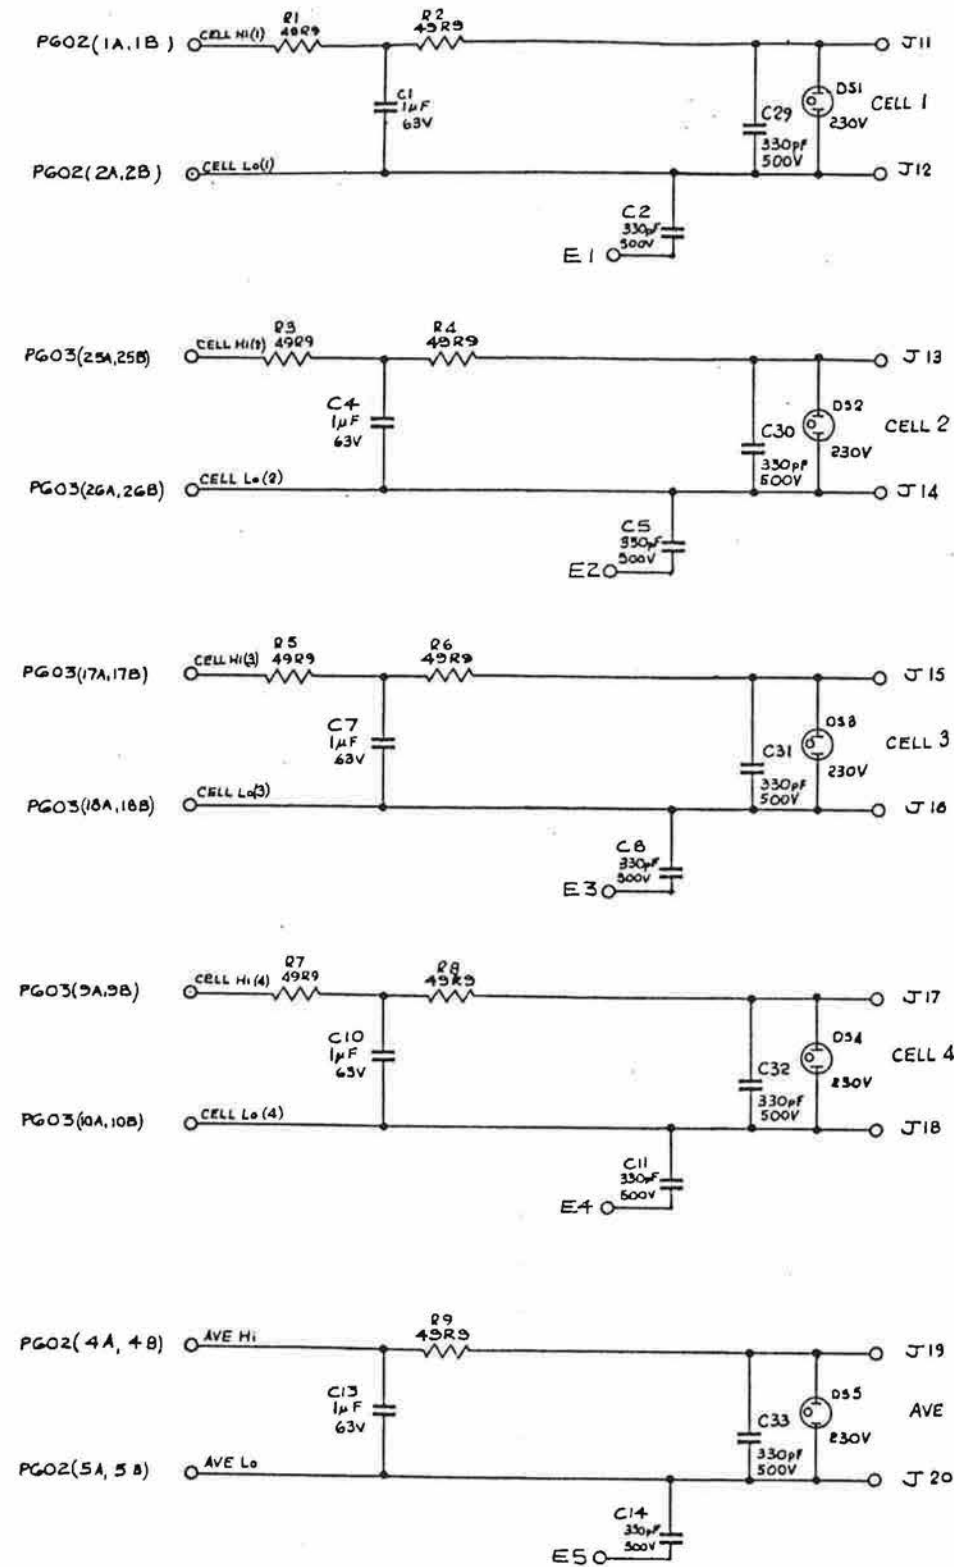 R1
49R9
R2
49R9
PG02(1A,1B)
CELL Hi(1)
J11
C1
1µF
63V
C29
330pF
500V
DS1
230V
CELL 1
PG02(2A,2B)
CELL Lo(1)
J12
C2
330pF
500V
E1
R3
49R9
R4
49R9
PG03(25A,25B)
CELL Hi(2)
J13
C4
1µF
63V
C30
330pF
500V
DS2
230V
CELL 2
PG03(26A,26B)
CELL Lo(2)
J14
C5
330pF
500V
E2
R5
49R9
R6
49R9
PG03(17A,17B)
CELL Hi(3)
J15
C7
1µF
63V
C31
330pF
500V
DS3
230V
CELL 3
PG03(18A,18B)
CELL Lo(3)
J16
C8
330pF
500V
E3
R7
49R9
R8
49R9
PG03(9A,9B)
CELL Hi(4)
J17
C10
1µF
63V
C32
330pF
500V
DS4
230V
CELL 4
PG03(10A,10B)
CELL Lo(4)
J18
C11
330pF
500V
E4
R9
49R9
PG02(4A, 4B)
AVE Hi
J19
C13
1µF
63V
C33
330pF
500V
DS5
230V
AVE
PG02(5A, 5B)
AVE Lo
J20
C14
330pF
500V
E5